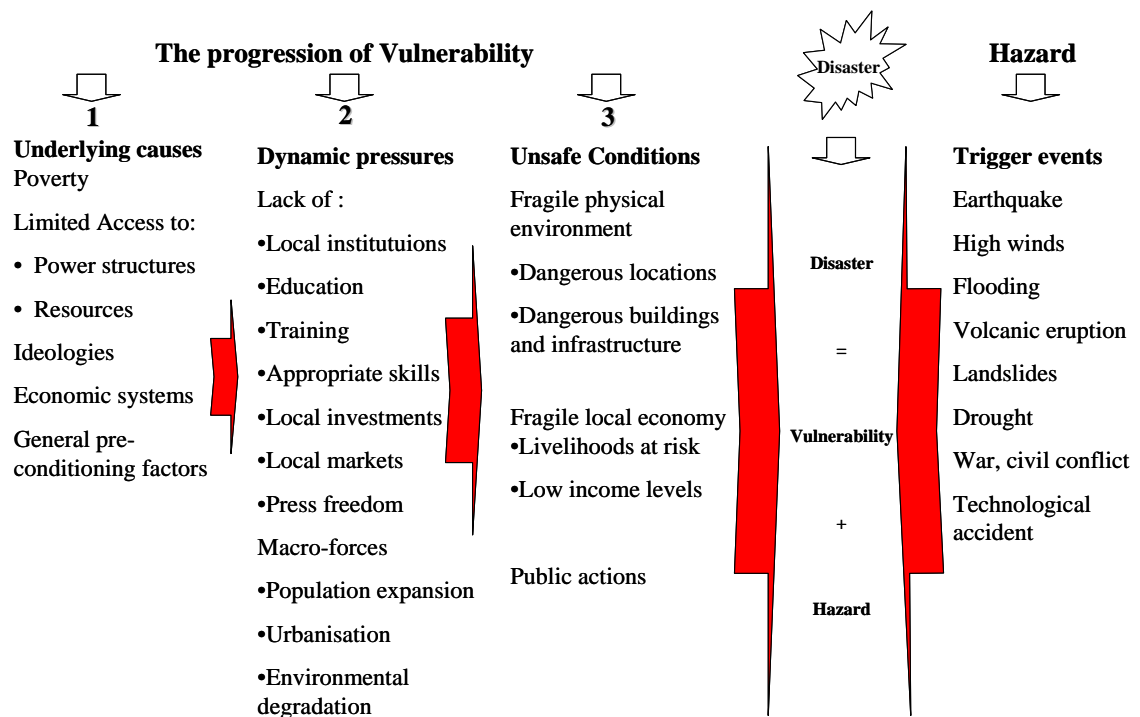 The progression of Vulnerability
1
Underlying causes
Poverty
Limited Access to:
• Power structures
• Resources
Ideologies
Economic systems
General pre-
conditioning factors
2
Dynamic pressures
Lack of :
•Local institutuions
•Education
•Training
•Appropriate skills
•Local investments
•Local markets
•Press freedom
Macro-forces
•Population expansion
•Urbanisation
•Environmental
degradation
3
Unsafe Conditions
Fragile physical
environment
•Dangerous locations
•Dangerous buildings
and infrastructure
Fragile local economy
•Livelihoods at risk
•Low income levels
Public actions
Disaster
Disaster
=
Vulnerability
+
Hazard
Hazard
Trigger events
Earthquake
High winds
Flooding
Volcanic eruption
Landslides
Drought
War, civil conflict
Technological
accident